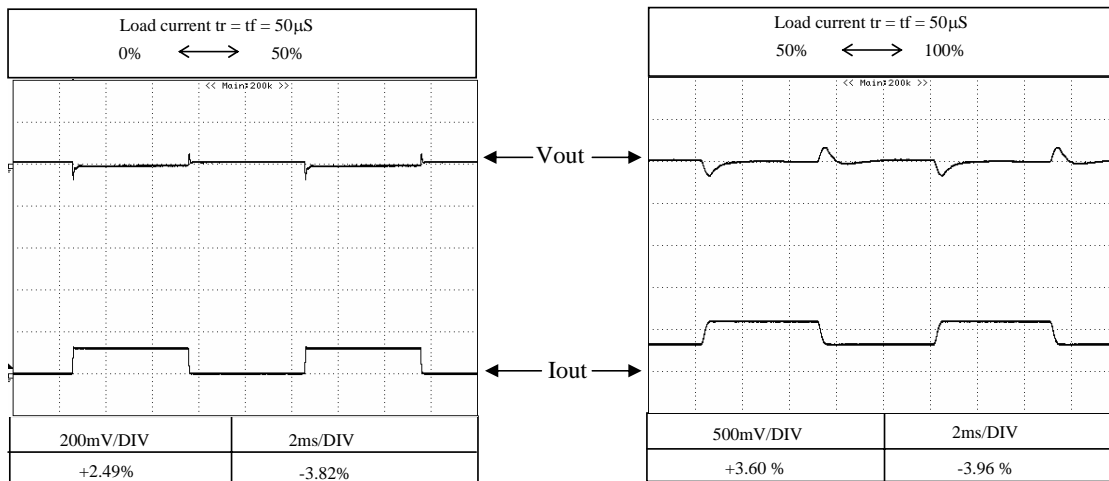 Load current tr = tf = 50µS
0% 50%
<< Main:200k >>
200mV/DIV 2ms/DIV
+2.49% -3.82%
Vout
Iout
Load current tr = tf = 50µS
50% 100%
<< Main:200k >>
500mV/DIV 2ms/DIV
+3.60 % -3.96 %